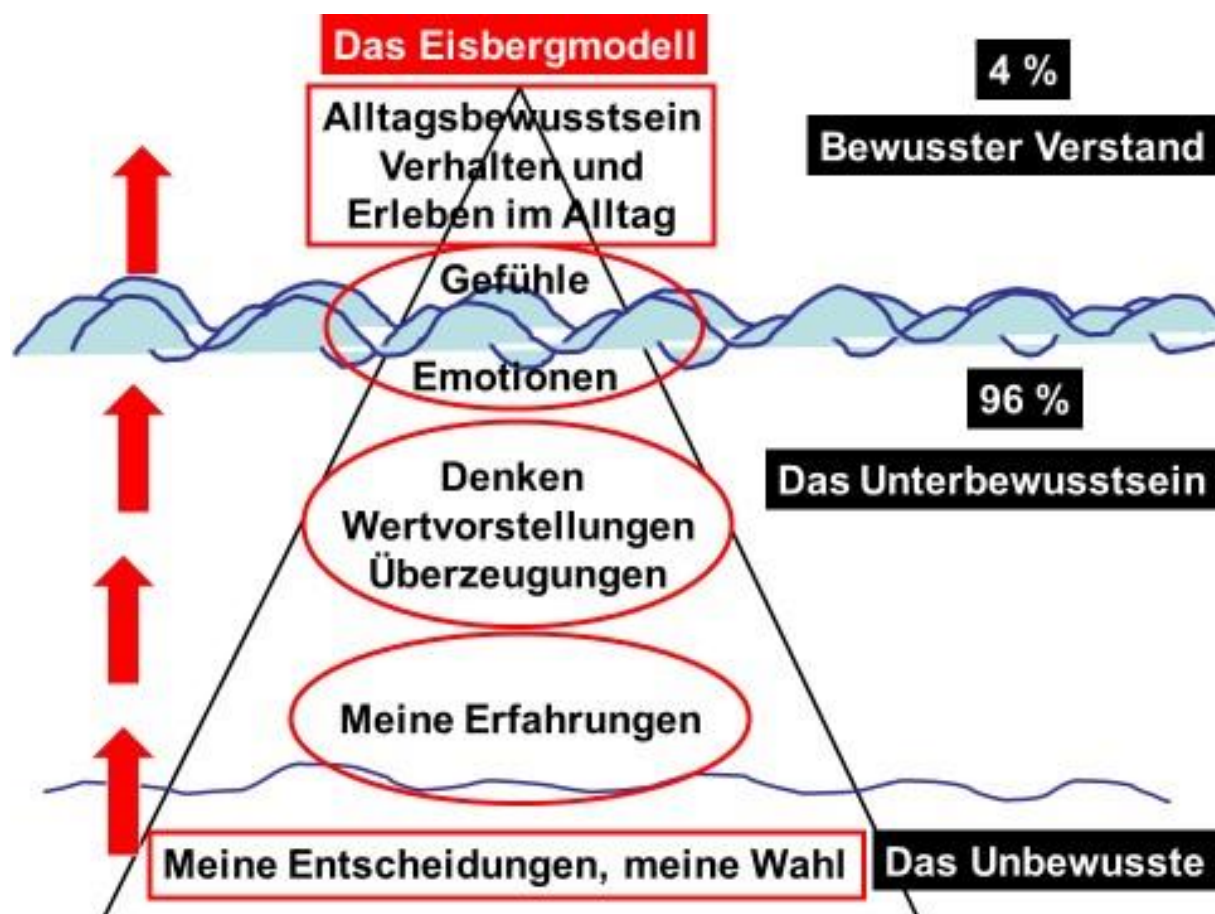 Das Eisbergmodell
4 %
Alltagsbewusstsein
Verhalten und
Erleben im Alltag
Bewusster Verstand
Gefühle
Emotionen
96 %
Das Unterbewusstsein
Denken
Wertvorstellungen
Überzeugungen
Meine Erfahrungen
Meine Entscheidungen, meine Wahl
Das Unbewusste